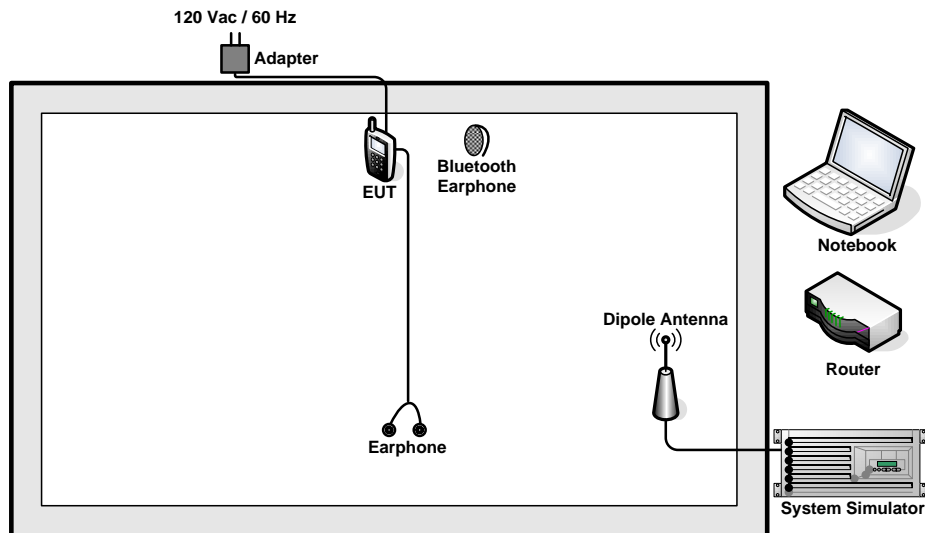 120 Vac / 60 Hz
Adapter
EUT
Bluetooth
Earphone
Notebook
Dipole Antenna
Router
Earphone
System Simulator